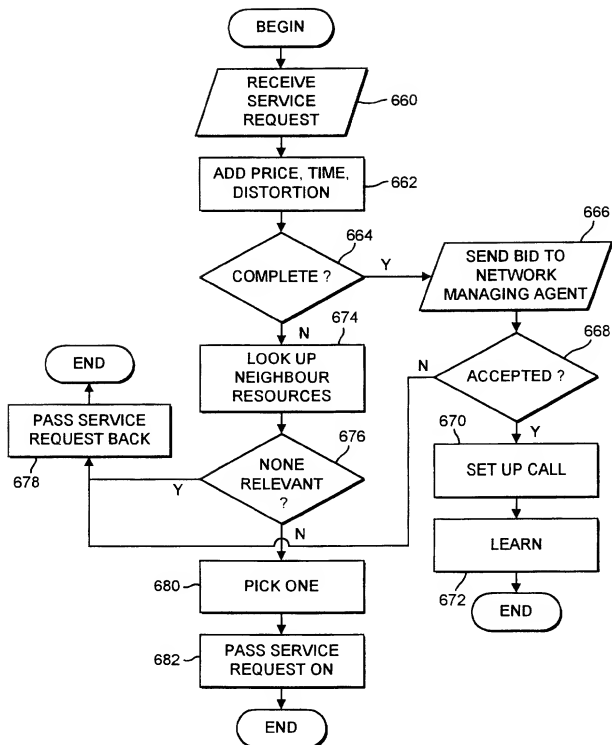 BEGIN
RECEIVE
SERVICE
REQUEST
660
ADD PRICE, TIME,
DISTORTION
662
COMPLETE ?
664
Y
N
SEND BID TO
NETWORK
MANAGING AGENT
666
ACCEPTED ?
668
N
Y
670
SET UP CALL
LEARN
672
END
674
LOOK UP
NEIGHBOUR
RESOURCES
676
NONE
RELEVANT
?
Y
N
END
PASS SERVICE
REQUEST BACK
678
680
PICK ONE
682
PASS SERVICE
REQUEST ON
END